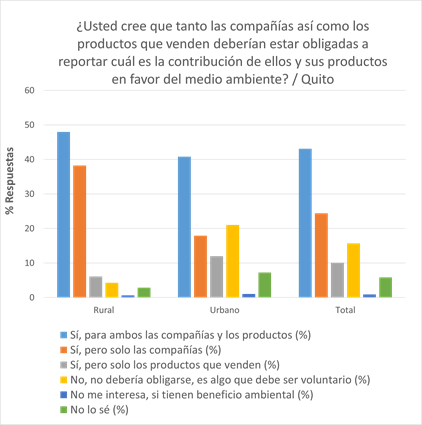 ¿Usted cree que tanto las compañías así como los
productos que venden deberían estar obligadas a
reportar cuál es la contribución de ellos y sus productos
en favor del medio ambiente? / Quito
60
50
40
30
20
10
0
% Respuestas
Rural
Urbano
Total
Sí, para ambos las compañías y los productos (%)
Sí, pero solo las compañías (%)
Sí, pero solo los productos que venden (%)
No, no debería obligarse, es algo que debe ser voluntario (%)
No me interesa, si tienen beneficio ambiental (%)
No lo sé (%)